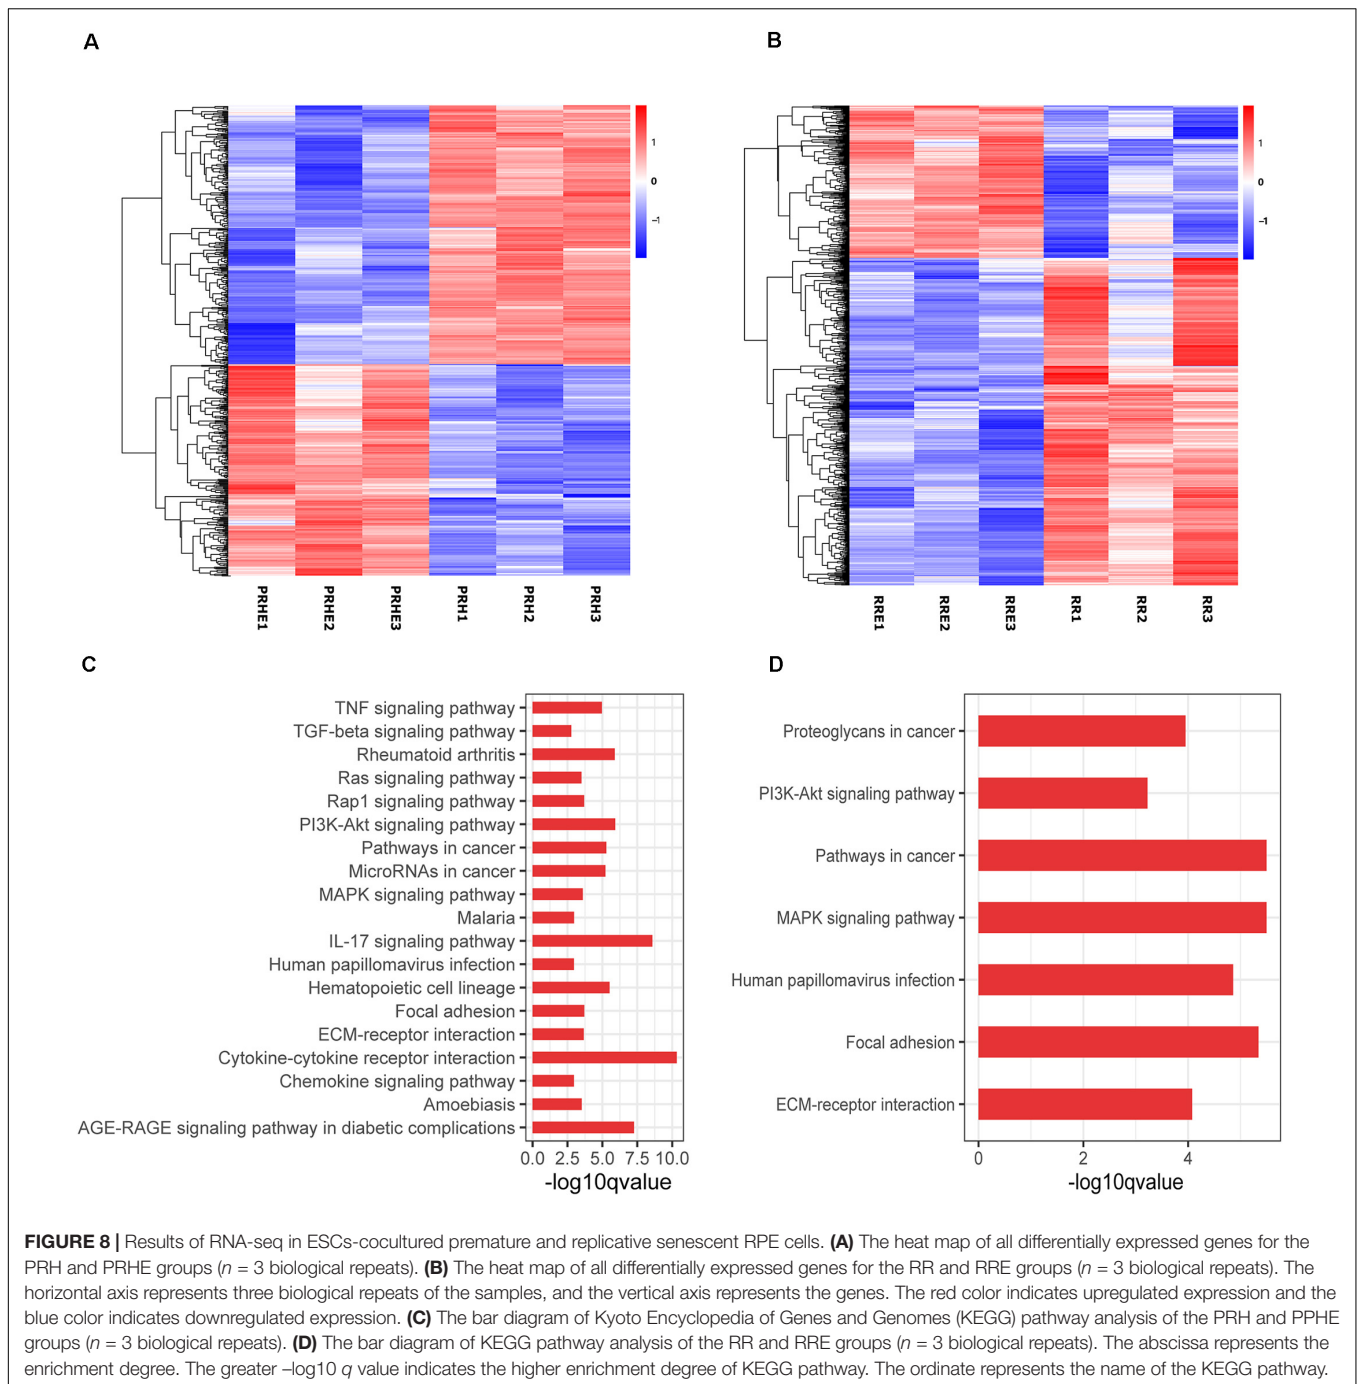 A
B
1
0
−1
1
0
−1
PRHE1
PRHE2
PRHE3
PRH1
PRH2
PRH3
RRE1
RRE2
RRE3
RR1
RR2
RR3
C
D
TNF signaling pathway
TGF-beta signaling pathway
Rheumatoid arthritis
Ras signaling pathway
Rap1 signaling pathway
PI3K-Akt signaling pathway
Pathways in cancer
MicroRNAs in cancer
MAPK signaling pathway
Malaria
IL-17 signaling pathway
Human papillomavirus infection
Hematopoietic cell lineage
Focal adhesion
ECM-receptor interaction
Cytokine-cytokine receptor interaction
Chemokine signaling pathway
Amoebiasis
AGE-RAGE signaling pathway in diabetic complications
0.0 2.5 5.0 7.5 10.0
-log10qvalue
Proteoglycans in cancer
PI3K-Akt signaling pathway
Pathways in cancer
MAPK signaling pathway
Human papillomavirus infection
Focal adhesion
ECM-receptor interaction
0 2 4
-log10qvalue
FIGURE 8 | Results of RNA-seq in ESCs-cocultured premature and replicative senescent RPE cells. (A) The heat map of all differentially expressed genes for the
PRH and PRHE groups (n = 3 biological repeats). (B) The heat map of all differentially expressed genes for the RR and RRE groups (n = 3 biological repeats). The
horizontal axis represents three biological repeats of the samples, and the vertical axis represents the genes. The red color indicates upregulated expression and the
blue color indicates downregulated expression. (C) The bar diagram of Kyoto Encyclopedia of Genes and Genomes (KEGG) pathway analysis of the PRH and PPHE
groups (n = 3 biological repeats). (D) The bar diagram of KEGG pathway analysis of the RR and RRE groups (n = 3 biological repeats). The abscissa represents the
enrichment degree. The greater –log10 q value indicates the higher enrichment degree of KEGG pathway. The ordinate represents the name of the KEGG pathway.